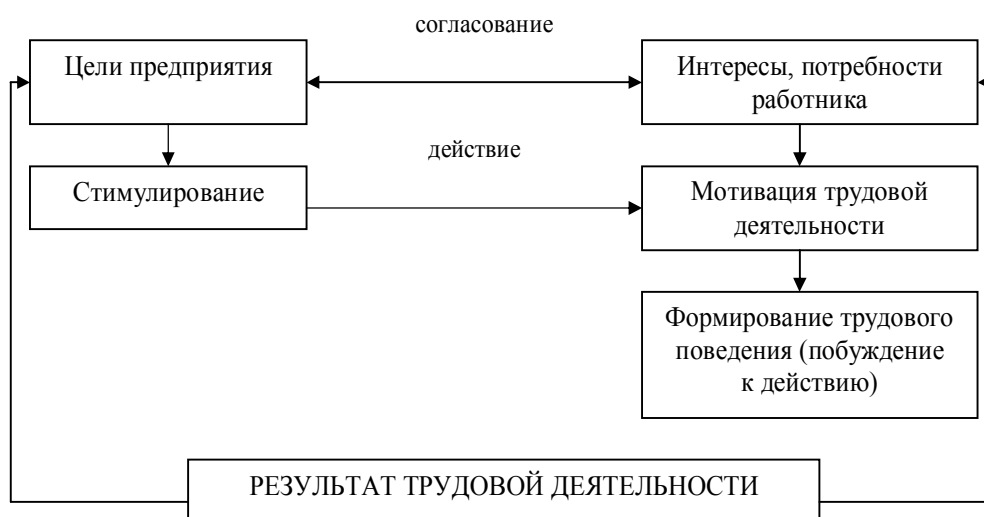 согласование
Цели предприятия
Интересы, потребности
работника
действие
Стимулирование
Мотивация трудовой
деятельности
Формирование трудового
поведения (побуждение
к действию)
РЕЗУЛЬТАТ ТРУДОВОЙ ДЕЯТЕЛЬНОСТИ